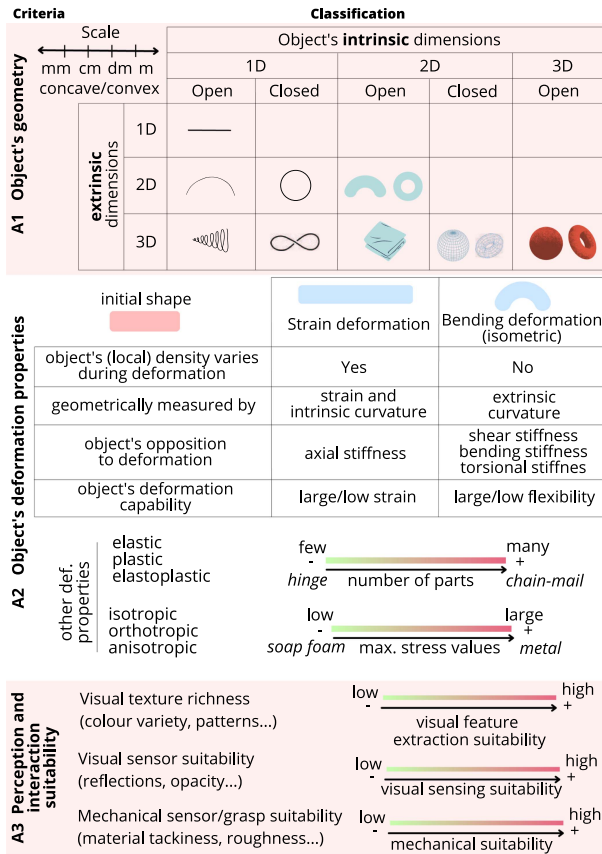 Criteria
Classification
Scale
mm cm dm m
concave/convex
Object's intrinsic dimensions
1D 2D 3D
Open Closed Open Closed Open
A1 Object's geometry
extrinsic
dimensions
1D
2D
3D
A2 Object's deformation properties
initial shape
Strain deformation
Bending deformation
(isometric)
object's (local) density varies
during deformation
Yes
No
geometrically measured by
strain and
intrinsic curvature
extrinsic
curvature
object's opposition
to deformation
axial stiffness
shear stiffness
bending stiffness
torsional stiffnes
object's deformation
capability
large/low strain
large/low flexibility
other def.
properties
elastic
plastic
elastoplastic
isotropic
orthotropic
anisotropic
few many
- +
hinge number of parts chain-mail
low large
- +
soap foam max. stress values metal
A3 Perception and
interaction
suitability
Visual texture richness
(colour variety, patterns...)
low high
- +
visual feature
extraction suitability
Visual sensor suitability
(reflections, opacity...)
low high
- +
visual sensing suitability
Mechanical sensor/grasp suitability
(material tackiness, roughness...)
low high
- +
mechanical suitability